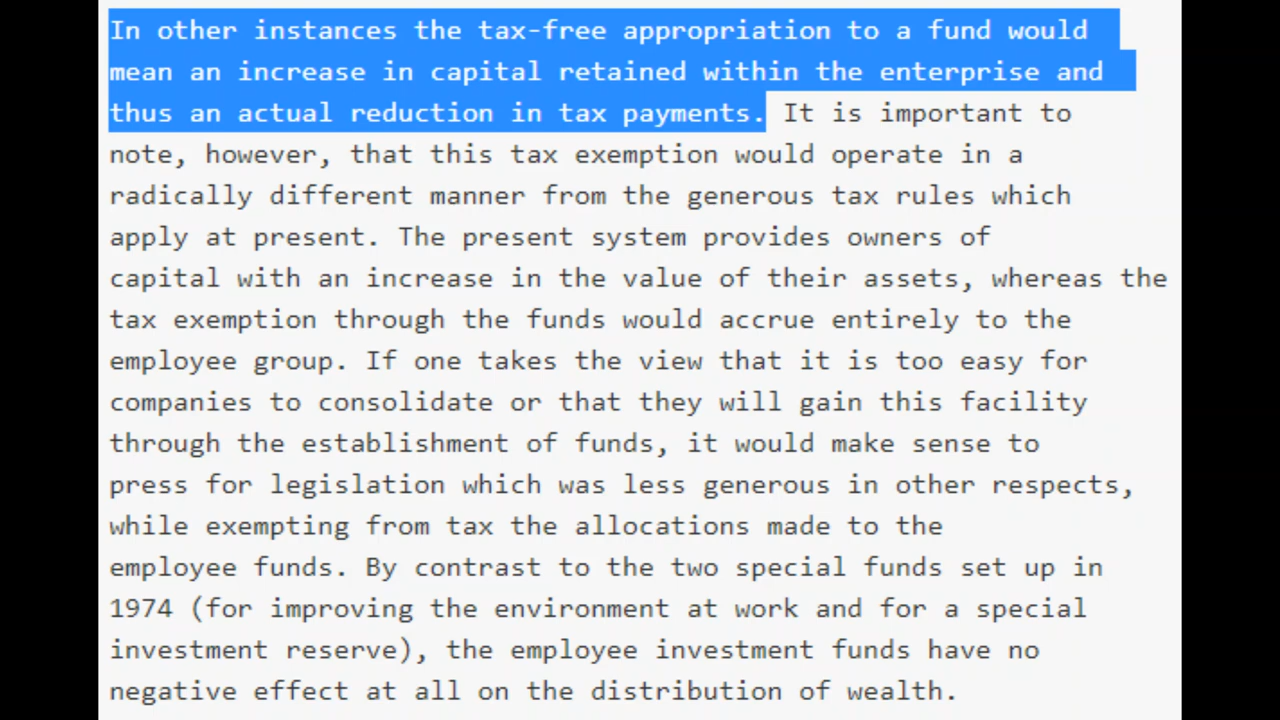 In other instances the tax-free appropriation to a fund would
mean an increase in capital retained within the enterprise and
thus an actual reduction in tax payments. It is important to
note, however, that this tax exemption would operate in a
radically different manner from the generous tax rules which
apply at present. The present system provides owners of
capital with an increase in the value of their assets, whereas the
tax exemption through the funds would accrue entirely to the
employee group. If one takes the view that it is too easy for
companies to consolidate or that they will gain this facility
through the establishment of funds, it would make sense to
press for legislation which was less generous in other respects,
while exempting from tax the allocations made to the
employee funds. By contrast to the two special funds set up in
1974 (for improving the environment at work and for a special
investment reserve), the employee investment funds have no
negative effect at all on the distribution of wealth.